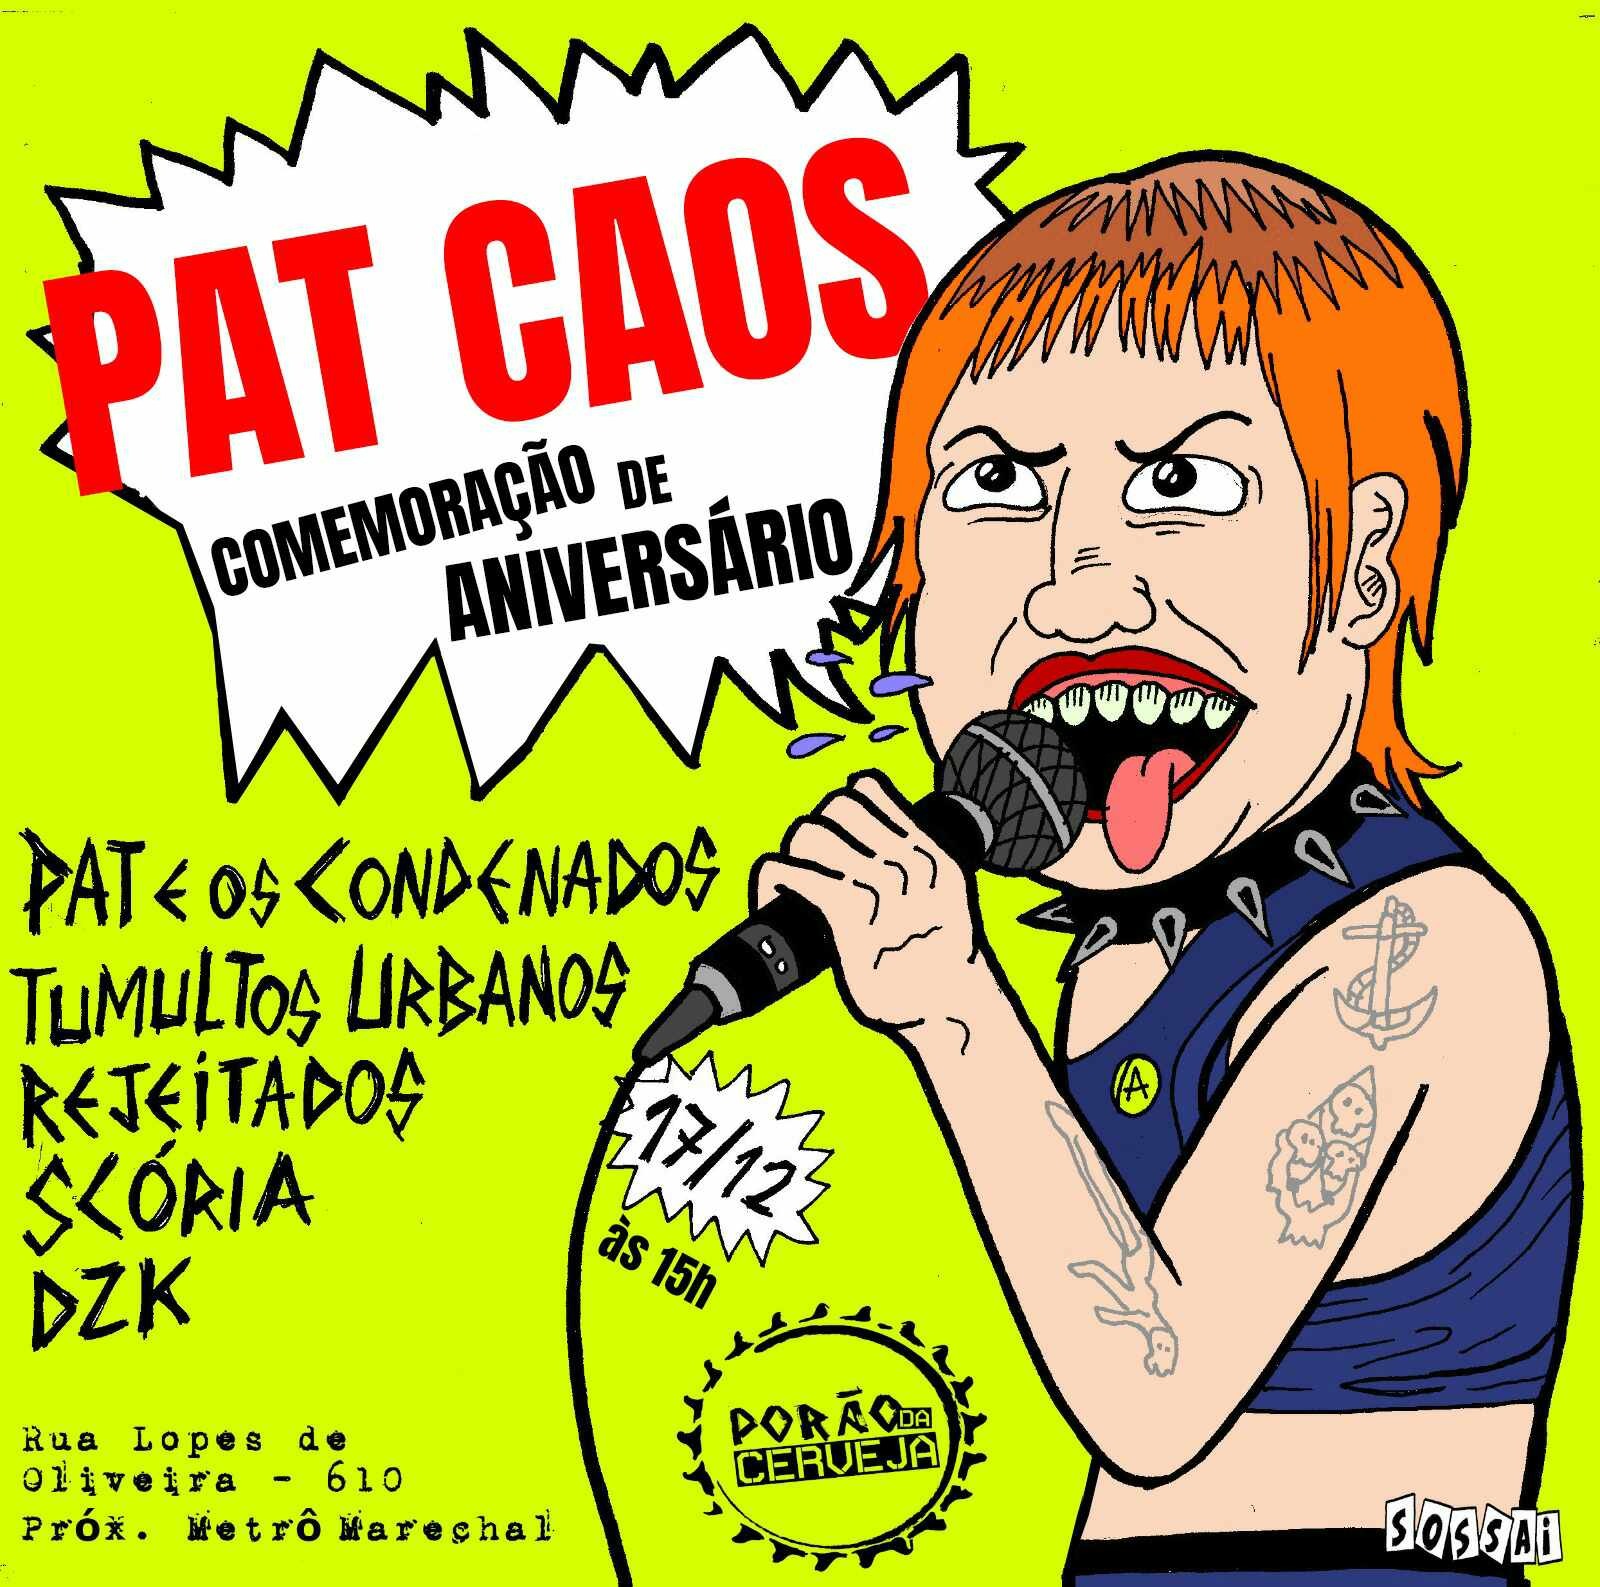 PAT CAOS
COMEMORAÇÃO DE
ANIVERSÁRIO
PAT E OS CONDENADOS
TUMULTOS URBANOS
REJEiTADOS
SCÓRIA
DZK
17/12
às 15h
PORÃO DA
CERVEJA
A
Rua Lopes de
Oliveira - 610
Próx. Metrô Marechal
SOSSAi